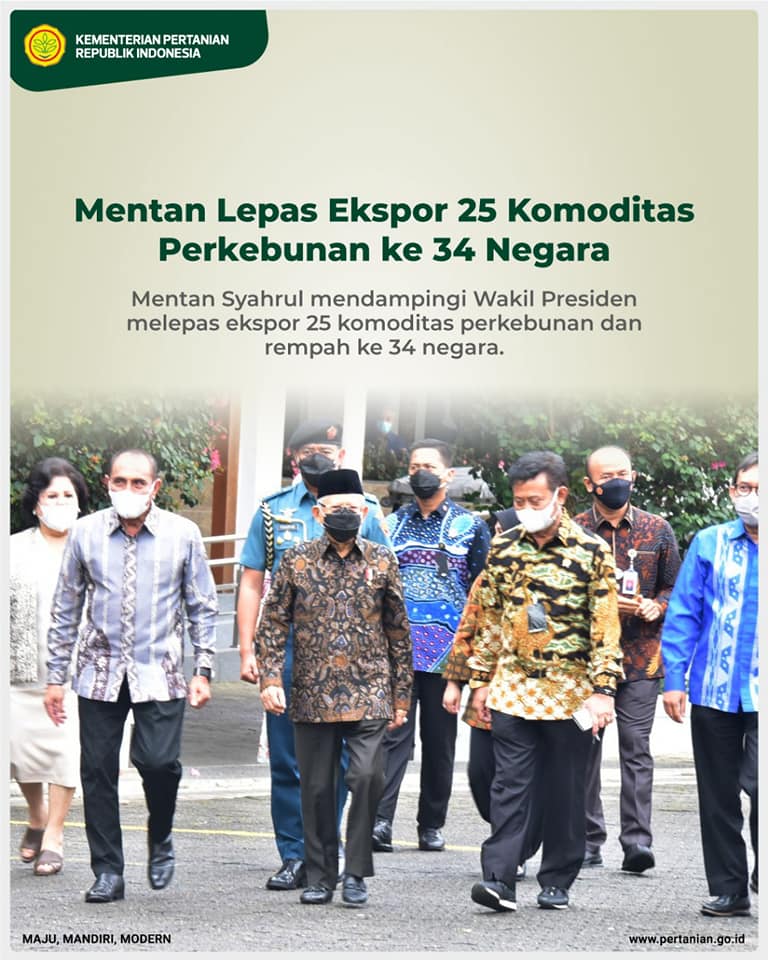 KEMENTERIAN PERTANIAN
REPUBLIK INDONESIA
Mentan Lepas Ekspor 25 Komoditas
Perkebunan ke 34 Negara
Mentan Syahrul mendampingi Wakil Presiden
melepas ekspor 25 komoditas perkebunan dan
rempah ke 34 negara.
MAJU, MANDIRI, MODERN
www.pertanian.go.id